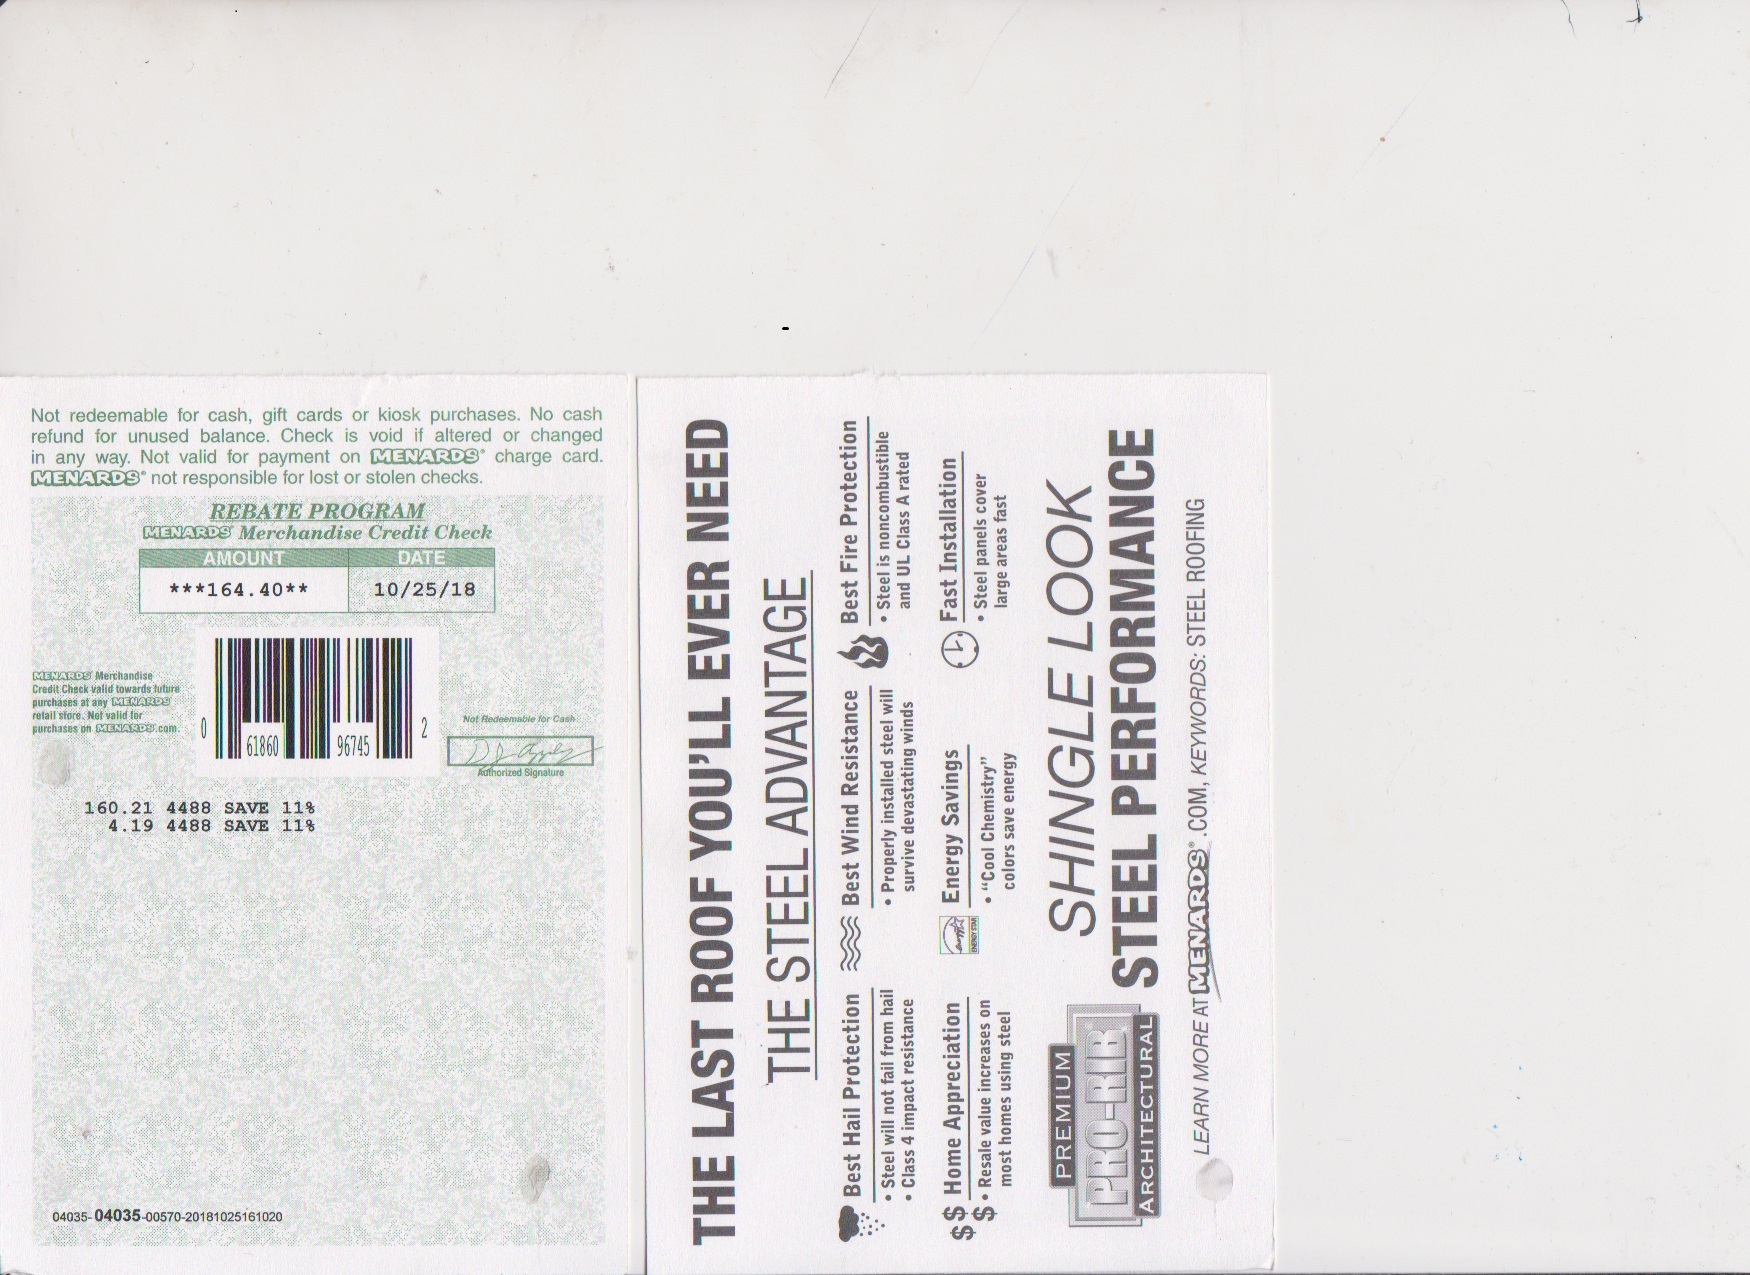 Not redeemable for cash, gift cards or kiosk purchases. No cash
refund for unused balance. Check is void if altered or changed
in any way. Not valid for payment on MENARDS® charge card.
MENARDS® not responsible for lost or stolen checks.
REBATE PROGRAM
MENARDS® Merchandise Credit Check
AMOUNT DATE
***164.40** 10/25/18
MENARDS® Merchandise
Credit Check valid towards future
purchases at any MENARDS®
retail store. Not valid for
purchases on MENARDS®.com.
0 61860 96745 2
Not Redeemable for Cash
Authorized Signature
160.21 4488 SAVE 11%
4.19 4488 SAVE 11%
04035-04035-00570-20181025161020
THE LAST ROOF YOU'LL EVER NEED
THE STEEL ADVANTAGE
Best Hail Protection
• Steel will not fail from hail
• Class 4 impact resistance
Best Wind Resistance
• Properly installed steel will
survive devastating winds
Best Fire Protection
• Steel is noncombustible
and UL Class A rated
$$
$
Home Appreciation
• Resale value increases on
most homes using steel
ENERGY STAR
Energy Savings
• "Cool Chemistry"
colors save energy
Fast Installation
• Steel panels cover
large areas fast
PREMIUM
PRO-RIB®
ARCHITECTURAL
SHINGLE LOOK
STEEL PERFORMANCE
LEARN MORE AT MENARDS®.COM, KEYWORDS: STEEL ROOFING